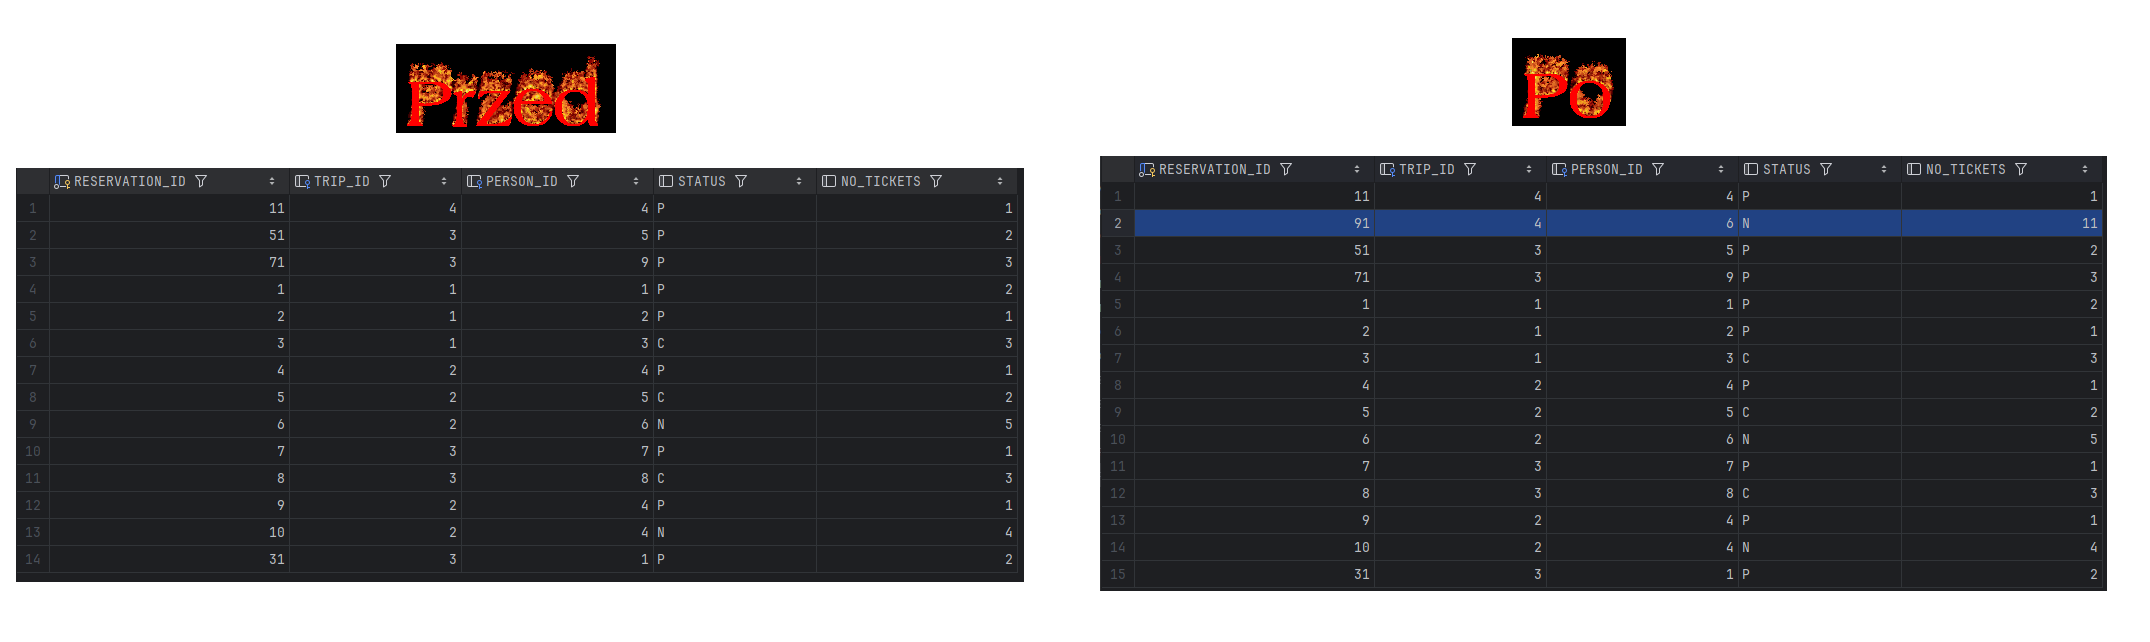 Przed
RESERVATION_ID TRIP_ID PERSON_ID STATUS NO_TICKETS
1 11 4 4 P 1
2 51 3 5 P 2
3 71 3 9 P 3
4 1 1 1 P 2
5 2 1 2 P 1
6 3 1 3 C 3
7 4 2 4 P 1
8 5 2 5 C 2
9 6 2 6 N 5
10 7 3 7 P 1
11 8 3 8 C 3
12 9 2 4 P 1
13 10 2 4 N 4
14 31 3 1 P 2
Po
RESERVATION_ID TRIP_ID PERSON_ID STATUS NO_TICKETS
1 11 4 4 P 1
2 91 4 6 N 11
3 51 3 5 P 2
4 71 3 9 P 3
5 1 1 1 P 2
6 2 1 2 P 1
7 3 1 3 C 3
8 4 2 4 P 1
9 5 2 5 C 2
10 6 2 6 N 5
11 7 3 7 P 1
12 8 3 8 C 3
13 9 2 4 P 1
14 10 2 4 N 4
15 31 3 1 P 2